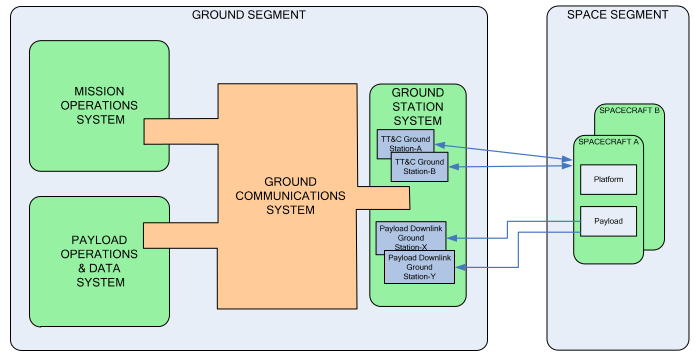 GROUND SEGMENT
SPACE SEGMENT
MISSION
OPERATIONS
SYSTEM
PAYLOAD
OPERATIONS
& DATA
SYSTEM
GROUND
COMMUNICATIONS
SYSTEM
GROUND
STATION
SYSTEM
TT&C Ground
Station-A
TT&C Ground
Station-B
Payload Downlink
Ground
Station-X
Payload Downlink
Ground
Station-Y
SPACECRAFT B
SPACECRAFT A
Platform
Payload